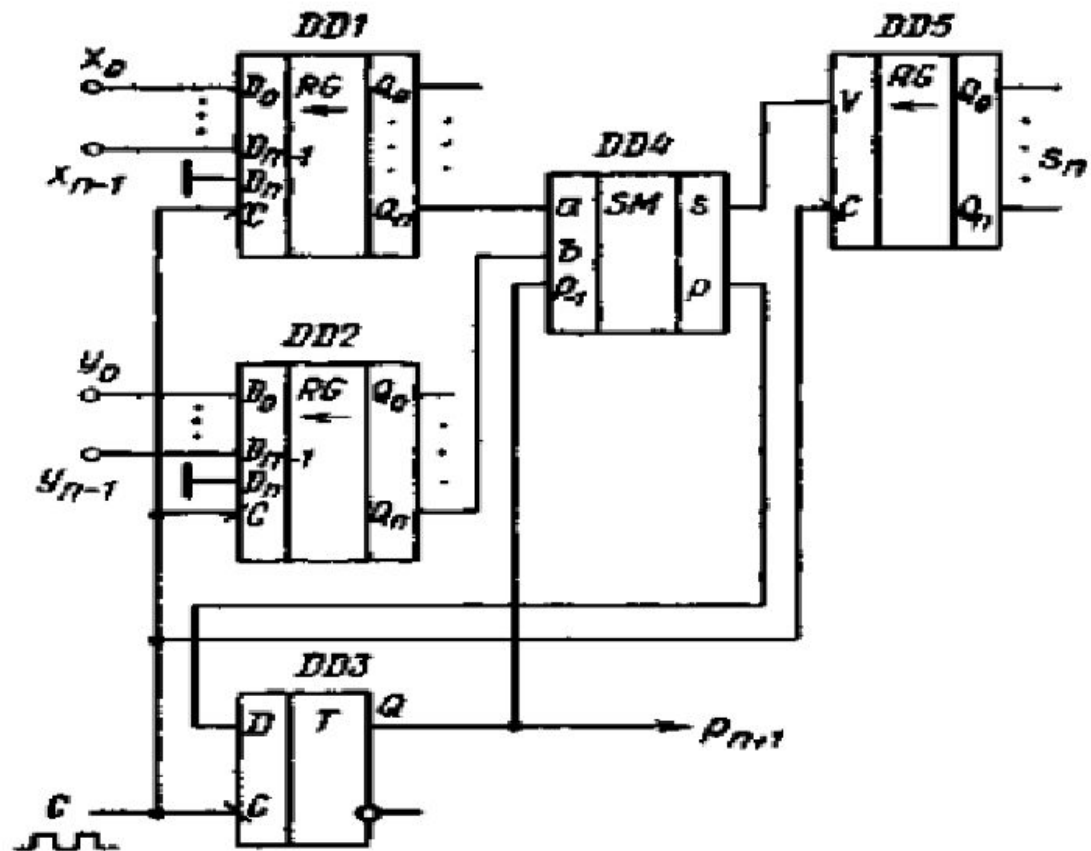 DD1
x₀
D₀ RG Q₀
Dn-1
xn-1
Dn
C Qn
DD2
y₀
D₀ RG Q₀
Dn-1
yn-1
Dn
C Qn
DD3
D T Q
C
C
DD4
a SM s
b
p-1 p
DD5
V RG Q₀
sn
C Qn
pn+1